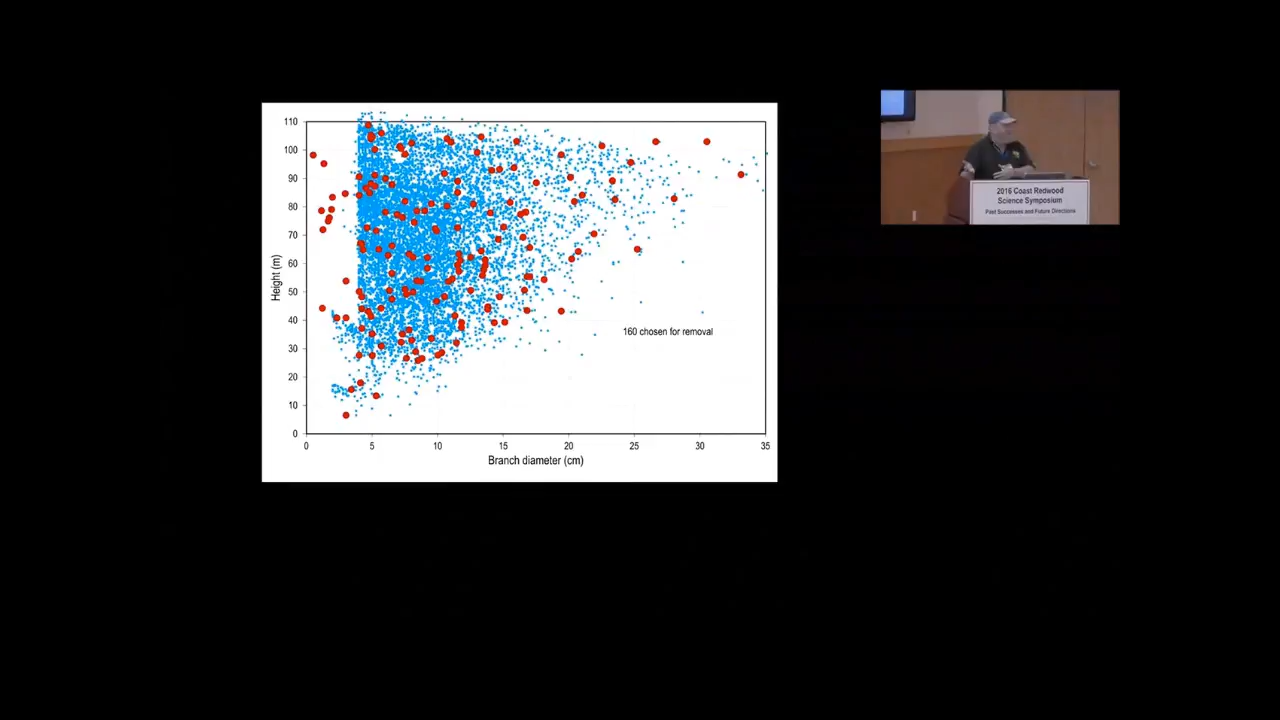 110
100
90
80
70
60
50
40
30
20
10
0
Height (m)
160 chosen for removal
0 5 10 15 20 25 30 35
Branch diameter (cm)
2016 Coast Redwood
Science Symposium
Past Successes and Future Directions